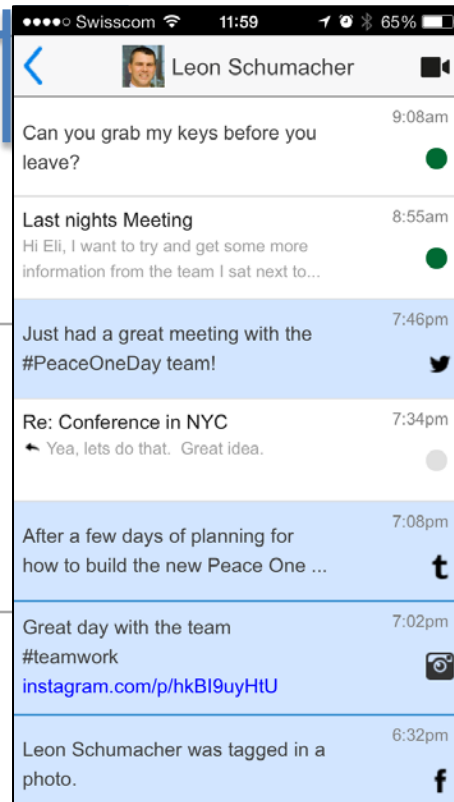 Swisscom 11:59 65%
Leon Schumacher
9:08am
Can you grab my keys before you
leave?
Last nights Meeting 8:55am
Hi Eli, I want to try and get some more
information from the team I sat next to...
7:46pm
Just had a great meeting with the
#PeaceOneDay team!
Re: Conference in NYC 7:34pm
Yea, lets do that. Great idea.
7:08pm
After a few days of planning for
how to build the new Peace One ...
Great day with the team 7:02pm
#teamwork
instagram.com/p/hkBI9uyHtU
6:32pm
Leon Schumacher was tagged in a
photo.